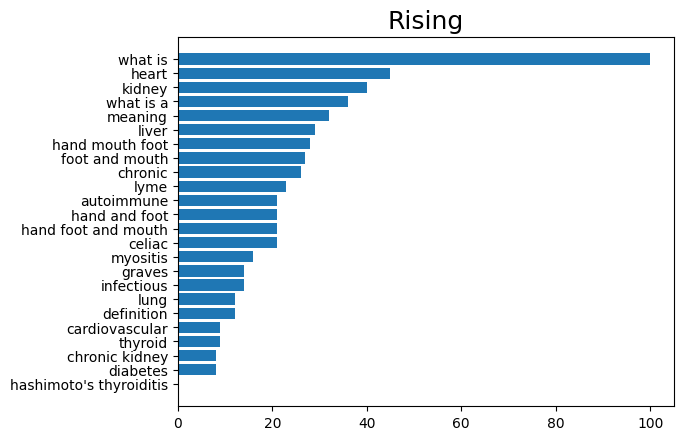 Rising
what is
heart
kidney
what is a
meaning
liver
hand mouth foot
foot and mouth
chronic
lyme
autoimmune
hand and foot
hand foot and mouth
celiac
myositis
graves
infectious
lung
definition
cardiovascular
thyroid
chronic kidney
diabetes
hashimoto's thyroiditis
0 20 40 60 80 100